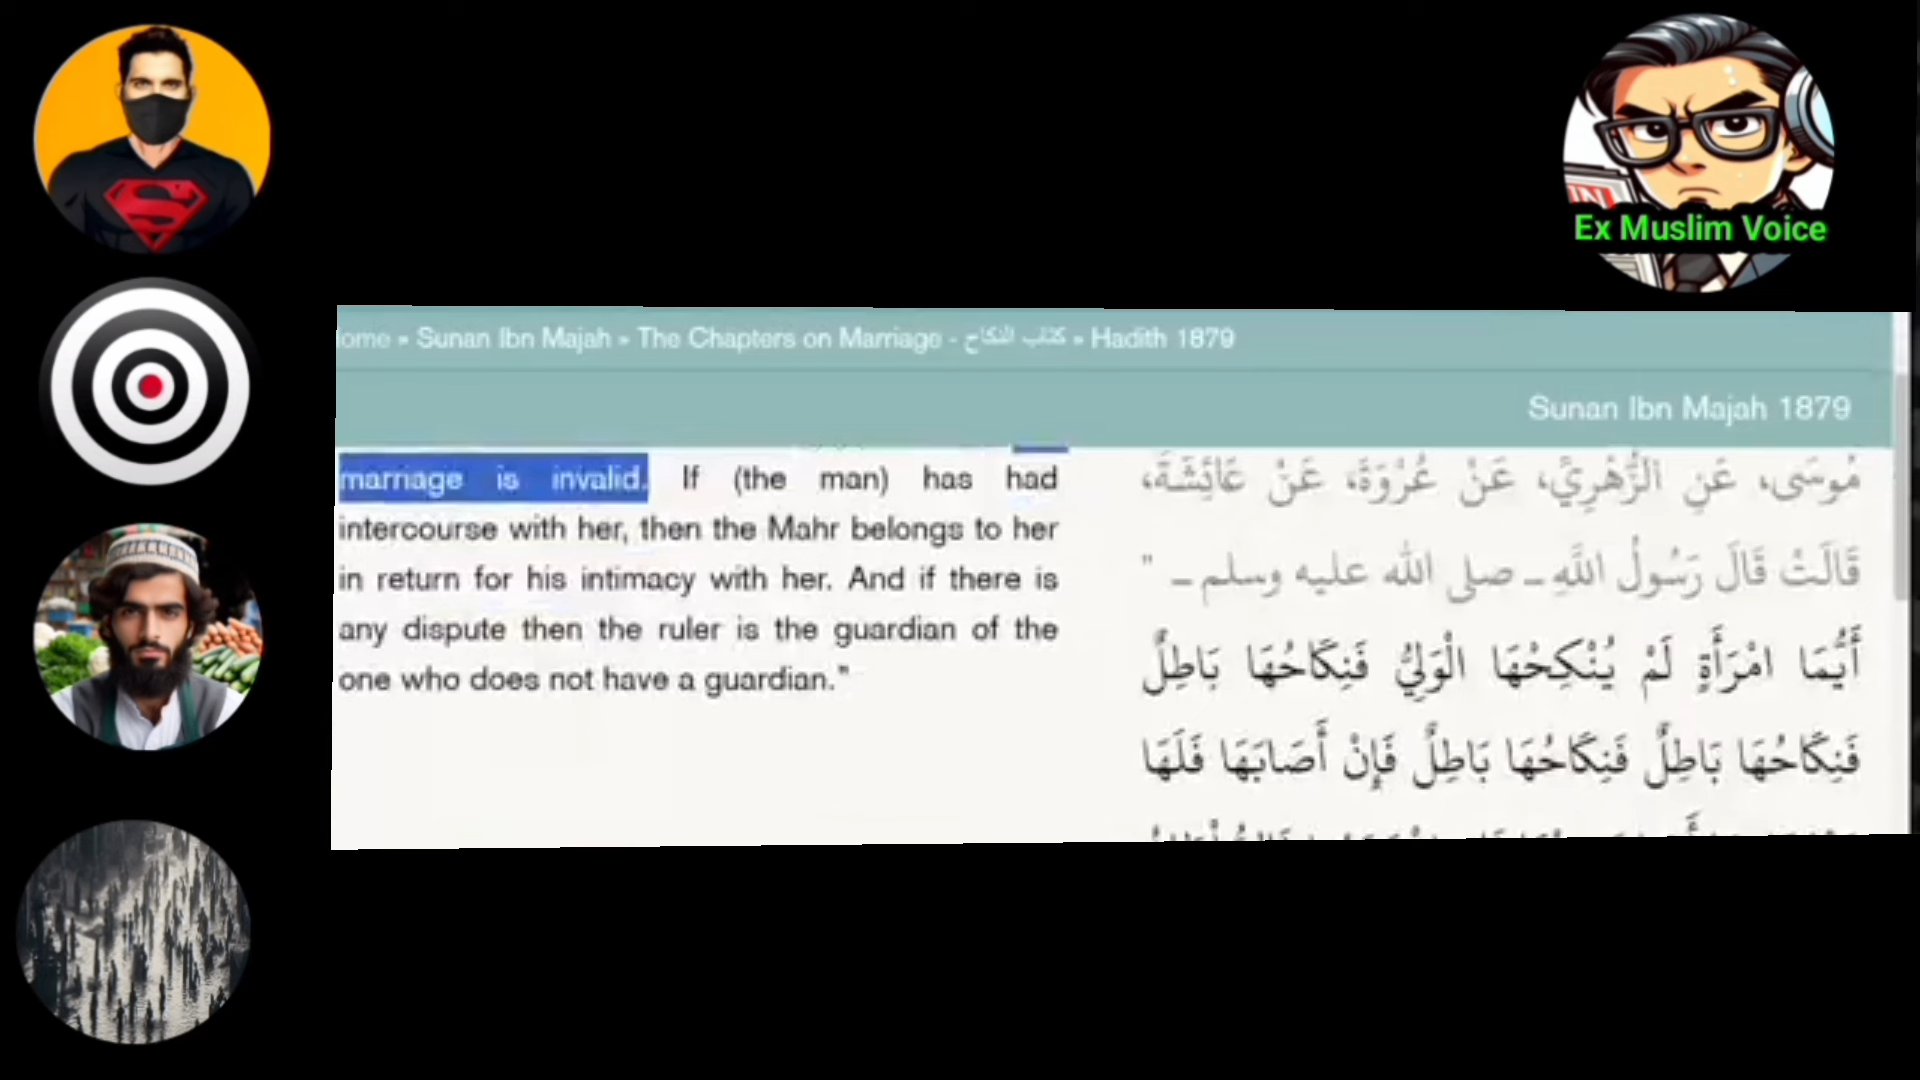 Ex Muslim Voice
ome » Sunan Ibn Majah » The Chapters on Marriage - كتاب النكاح » Hadith 1879
Sunan Ibn Majah 1879
marriage is invalid. If (the man) has had
intercourse with her, then the Mahr belongs to her
in return for his intimacy with her. And if there is
any dispute then the ruler is the guardian of the
one who does not have a guardian."
مُوسَى، عَنِ الزُّهْرِيِّ، عَنْ عُرْوَةَ، عَنْ عَائِشَةَ،
قَالَتْ قَالَ رَسُولُ اللَّهِ ـ صلى الله عليه وسلم ـ "
أَيُّمَا امْرَأَةٍ لَمْ يُنْكِحْهَا الْوَلِيُّ فَنِكَاحُهَا بَاطِلٌ
فَنِكَاحُهَا بَاطِلٌ فَنِكَاحُهَا بَاطِلٌ فَإِنْ أَصَابَهَا فَلَهَا